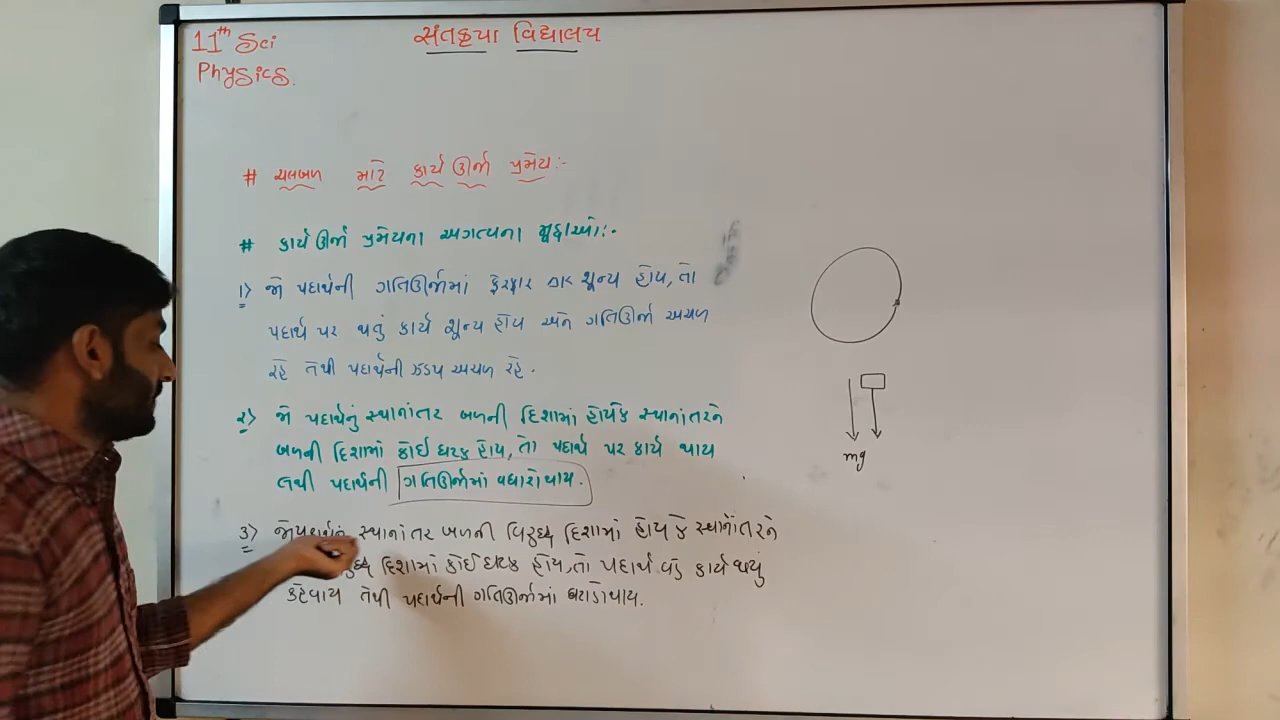 11th Sci
Physics.
સંતકૃપા વિદ્યાલય
# ચલબળ માટે કાર્ય ઊર્જા પ્રમેય:-
# કાર્ય ઊર્જા પ્રમેયના અગત્યના મુદ્દાઓ:-
1) જો પદાર્થની ગતિઊર્જામાં ફેરફાર શૂન્ય હોય, તો
પદાર્થ પર થવું કાર્ય શૂન્ય હોય અને ગતિઊર્જા અચળ
રહે તેથી પદાર્થની ઝડપ અચળ રહે.
૨) જો પદાર્થનું સ્થાનાંતર બળની દિશામાં હોય કે સ્થાનાંતરને
બળની દિશામાં કોઈ ઘટક હોય, તો પદાર્થ પર કાર્ય થાય
તેથી પદાર્થની ગતિઊર્જામાં વધારો થાય.
3) જો પદાર્થનું સ્થાનાંતર બળની વિરુધ્ધ દિશામાં હોય કે સ્થાનાંતરને
દિશામાં કોઈ ઘટક હોય, તો પદાર્થ વડે કાર્ય થયું
કહેવાય તેથી પદાર્થની ગતિઊર્જામાં ઘટાડો થાય.
mg